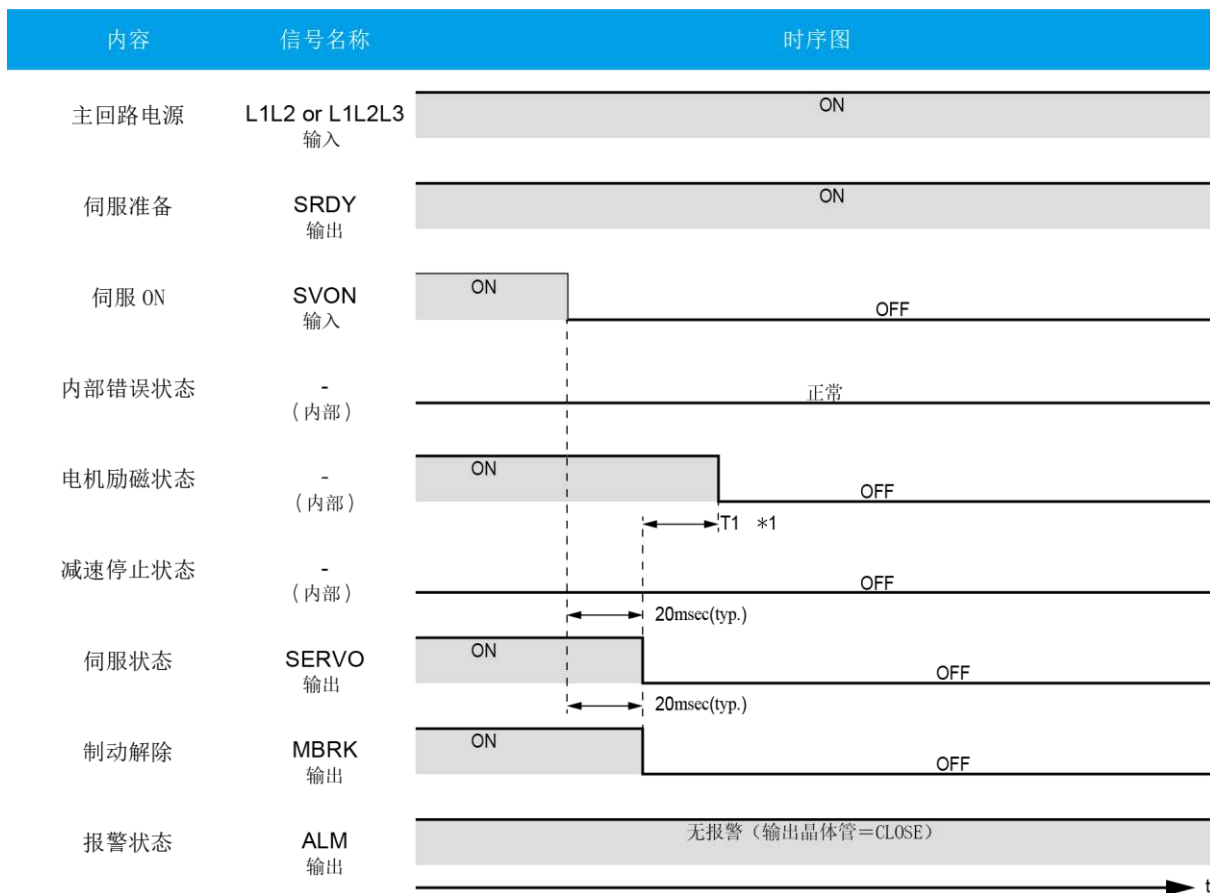 内容 信号名称 时序图
主回路电源 L1L2 or L1L2L3 ON
输入
伺服准备 SRDY ON
输出
伺服 ON SVON ON OFF
输入
内部错误状态 - 正常
（内部）
电机励磁状态 - ON OFF
（内部）
T1 *1
减速停止状态 - OFF
（内部）
20msec(typ.)
伺服状态 SERVO ON OFF
输出
20msec(typ.)
制动解除 MBRK ON OFF
输出
报警状态 ALM 无报警（输出晶体管＝CLOSE）
输出
t